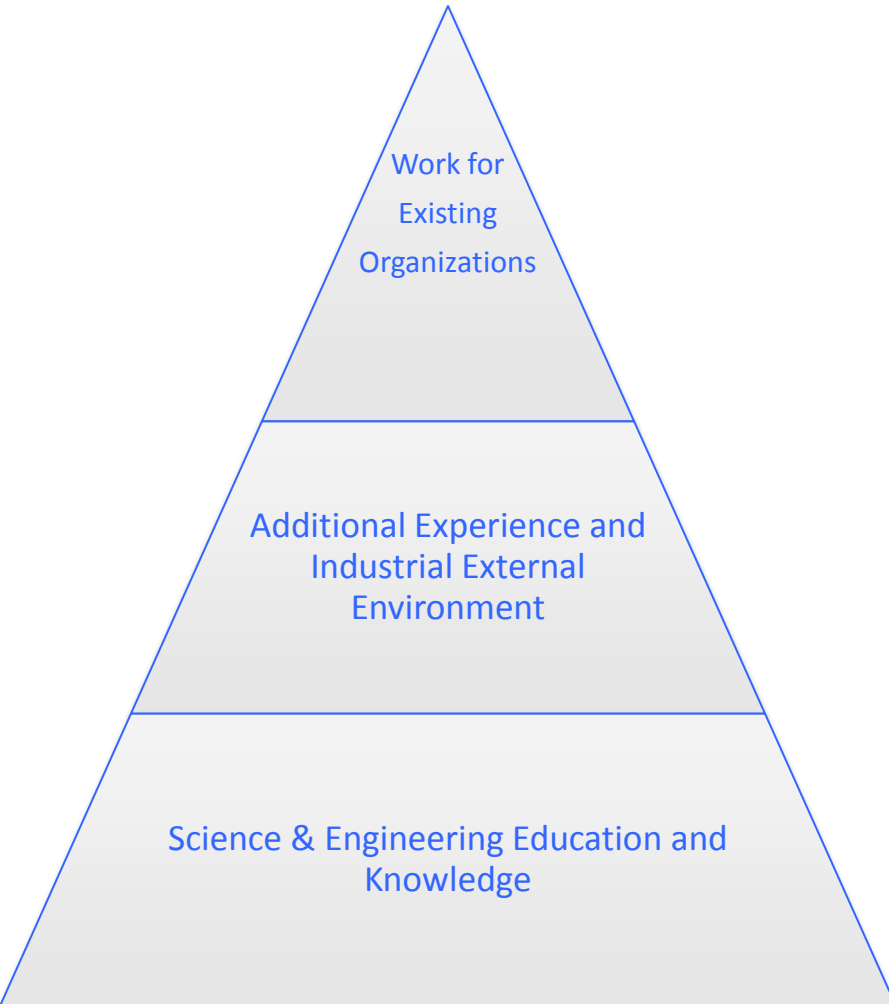 Work for
Existing
Organizations
Additional Experience and
Industrial External
Environment
Science & Engineering Education and
Knowledge